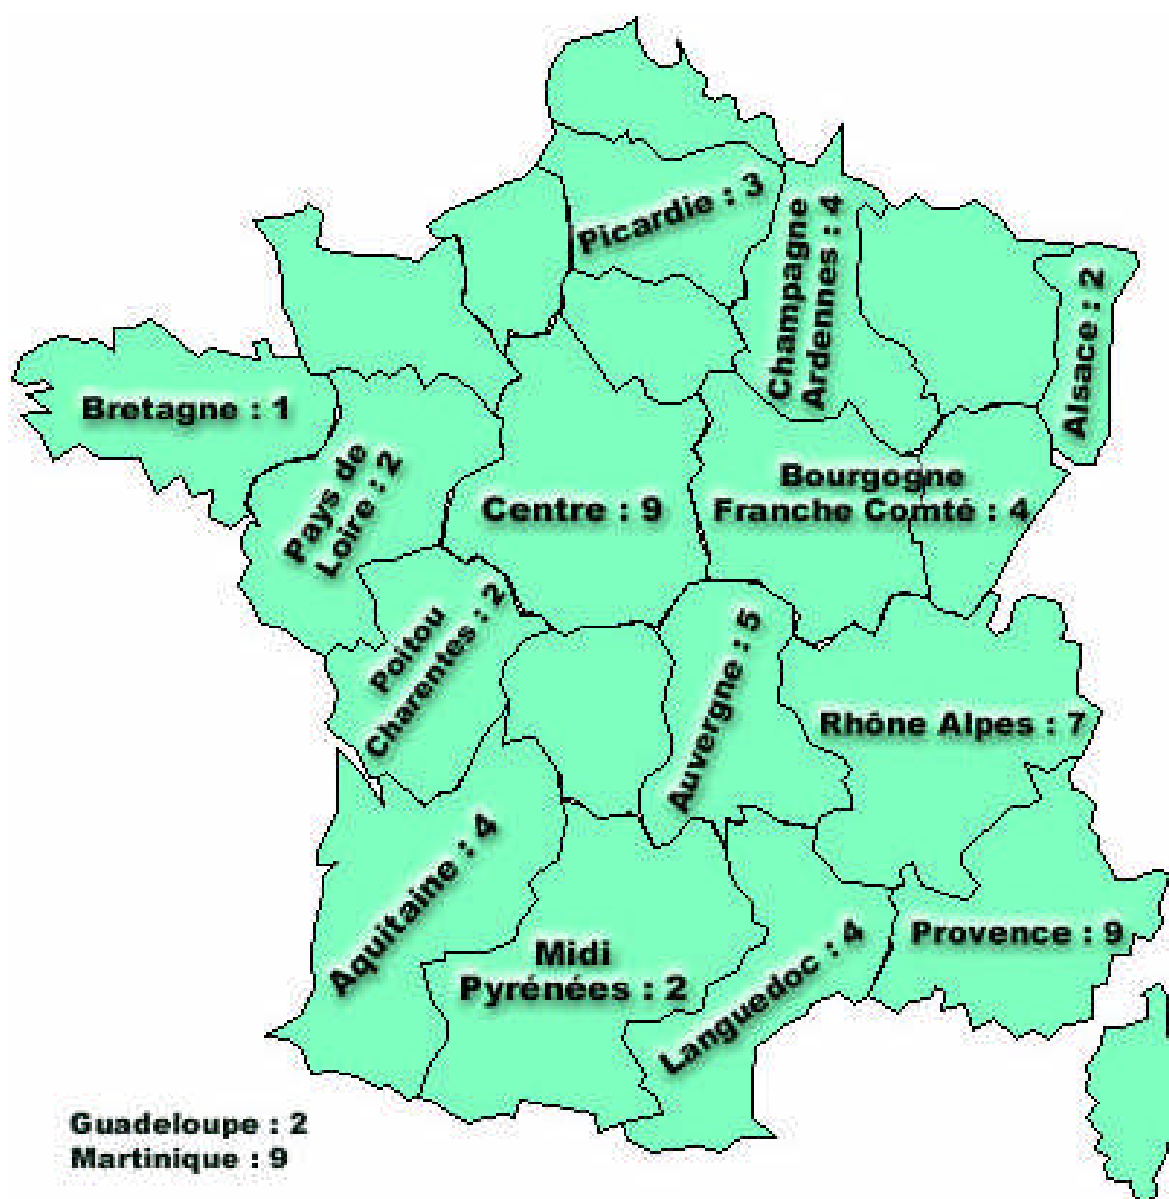 Picardie : 3
Champagne
Ardennes : 4
Alsace : 2
Bretagne : 1
Pays de
Loire : 2
Centre : 9
Bourgogne
Franche Comté : 4
Poitou
Charentes : 2
Auvergne : 5
Rhône Alpes : 7
Aquitaine : 4
Midi
Pyrénées : 2
Languedoc : 4
Provence : 9
Guadeloupe : 2
Martinique : 9